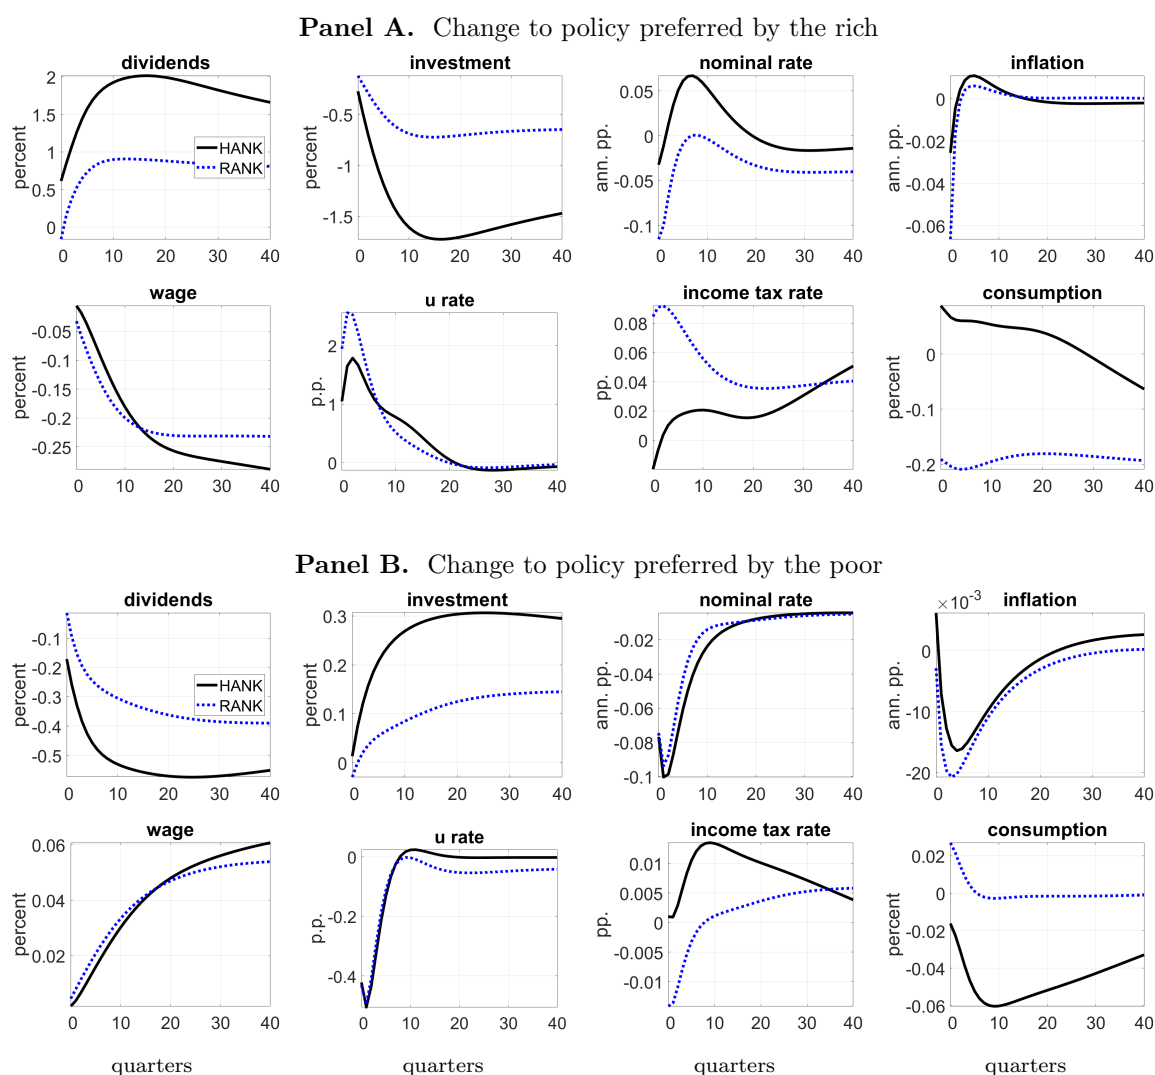 Panel A. Change to policy preferred by the rich
dividends
investment
nominal rate
inflation
percent
2
1.5
1
0.5
0
HANK
RANK
0 10 20 30 40
percent
-0.5
-1
-1.5
0 10 20 30 40
ann. pp.
0.05
0
-0.05
-0.1
0 10 20 30 40
ann. pp.
0
-0.02
-0.04
-0.06
0 10 20 30 40
wage
u rate
income tax rate
consumption
percent
-0.05
-0.1
-0.15
-0.2
-0.25
0 10 20 30 40
p.p.
2
1
0
0 10 20 30 40
pp.
0.08
0.06
0.04
0.02
0
0 10 20 30 40
percent
0
-0.1
-0.2
0 10 20 30 40
Panel B. Change to policy preferred by the poor
dividends
investment
nominal rate
inflation
percent
-0.1
-0.2
-0.3
-0.4
-0.5
HANK
RANK
0 10 20 30 40
percent
0.3
0.2
0.1
0
0 10 20 30 40
ann. pp.
-0.02
-0.04
-0.06
-0.08
-0.1
0 10 20 30 40
ann. pp.
×10-3
0
-10
-20
0 10 20 30 40
wage
u rate
income tax rate
consumption
percent
0.06
0.04
0.02
0 10 20 30 40
p.p.
0
-0.2
-0.4
0 10 20 30 40
pp.
0.01
0.005
0
-0.005
-0.01
0 10 20 30 40
percent
0.02
0
-0.02
-0.04
-0.06
0 10 20 30 40
quarters
quarters
quarters
quarters